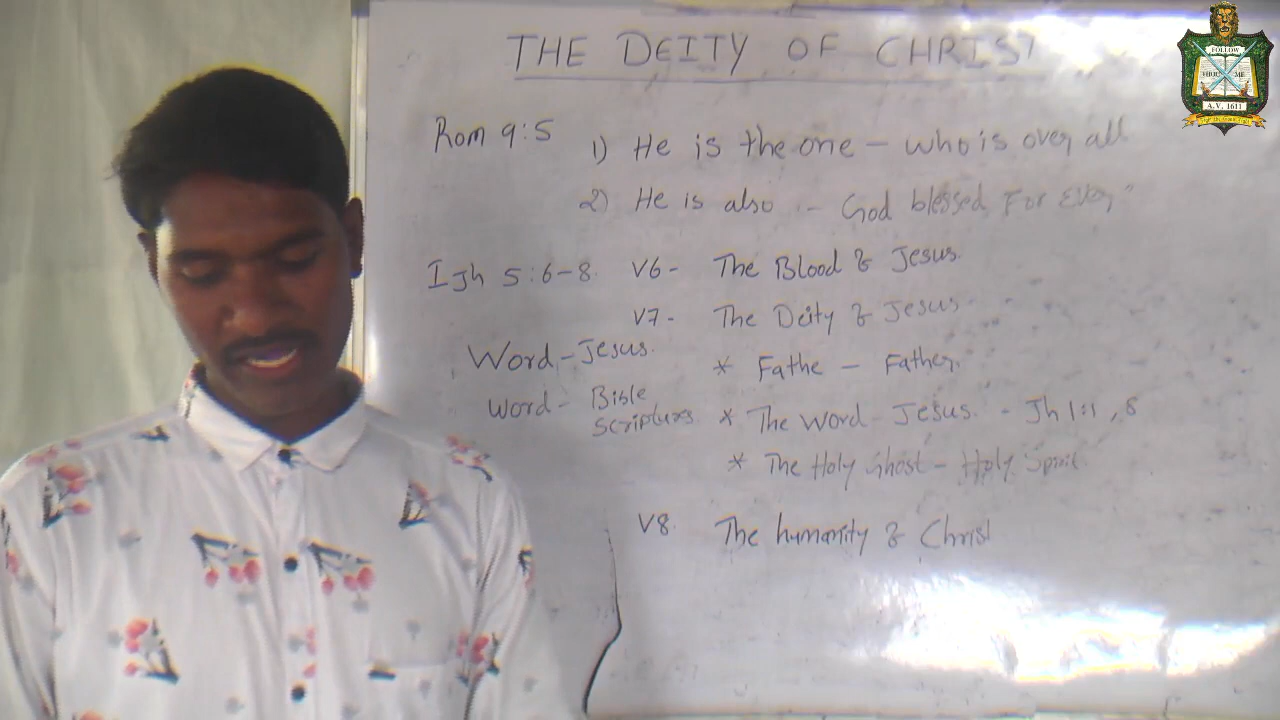 THE DEITY OF CHRIST
Rom 9:5 1) He is the one - who is over all
2) He is also - God blessed For Ever"
I Jh 5:6-8. V6 - The Blood & Jesus.
V7 - The Deity & Jesus
Word - Jesus. * Fathe - Father.
Word - Bible
Scriptures * The Word - Jesus. - Jh 1:1, 8
* The Holy Ghost - Holy Spirit.
V8. The humanity & Christ
FOLLOW
THOU ME
A.V. 1611